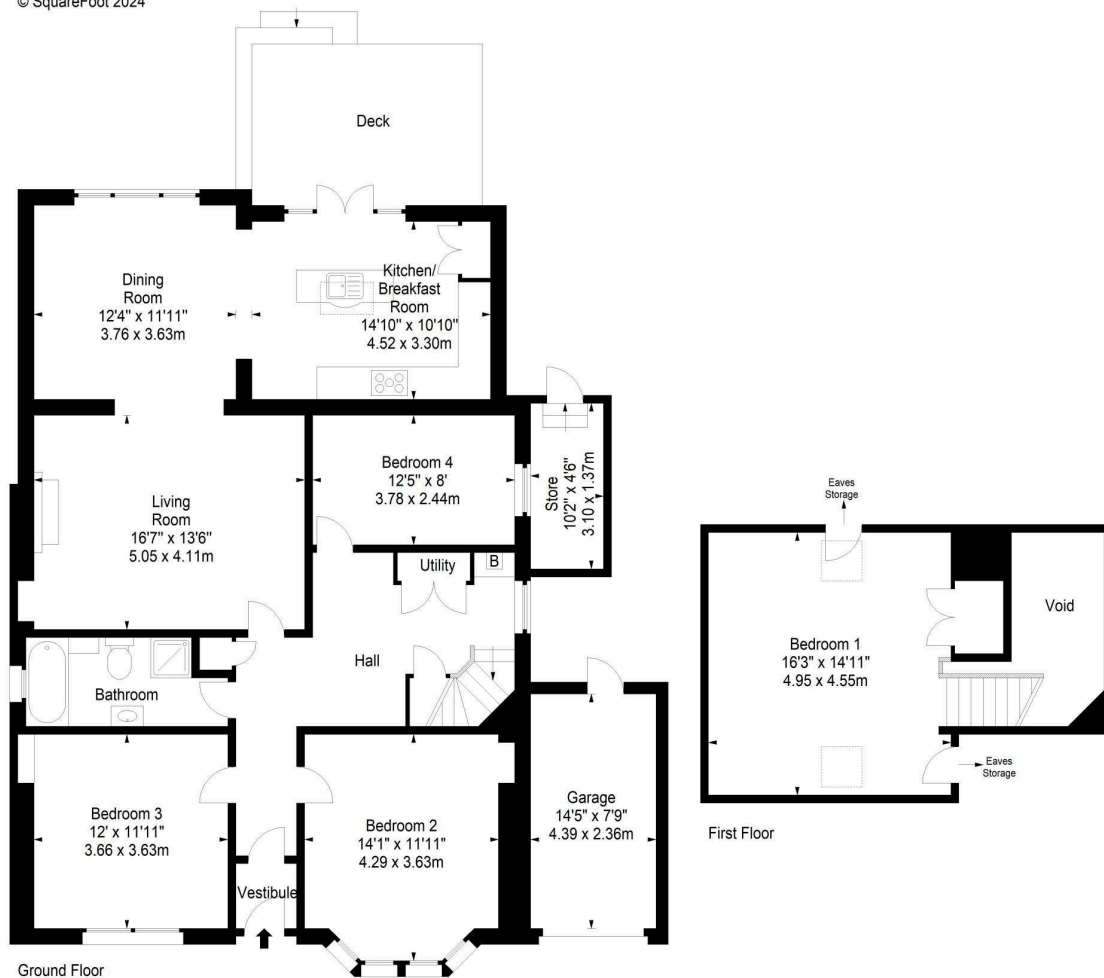 © SquareFoot 2024
Deck
Dining
Room
12'4" x 11'11"
3.76 x 3.63m
Kitchen/
Breakfast
Room
14'10" x 10'10"
4.52 x 3.30m
Living
Room
16'7" x 13'6"
5.05 x 4.11m
Bedroom 4
12'5" x 8'
3.78 x 2.44m
Store
10'2" x 4'6"
3.10 x 1.37m
Utility
B
Hall
Bathroom
Bedroom 3
12' x 11'11"
3.66 x 3.63m
Bedroom 2
14'1" x 11'11"
4.29 x 3.63m
Garage
14'5" x 7'9"
4.39 x 2.36m
Vestibule
Ground Floor
Eaves
Storage
Bedroom 1
16'3" x 14'11"
4.95 x 4.55m
Void
Eaves
Storage
First Floor